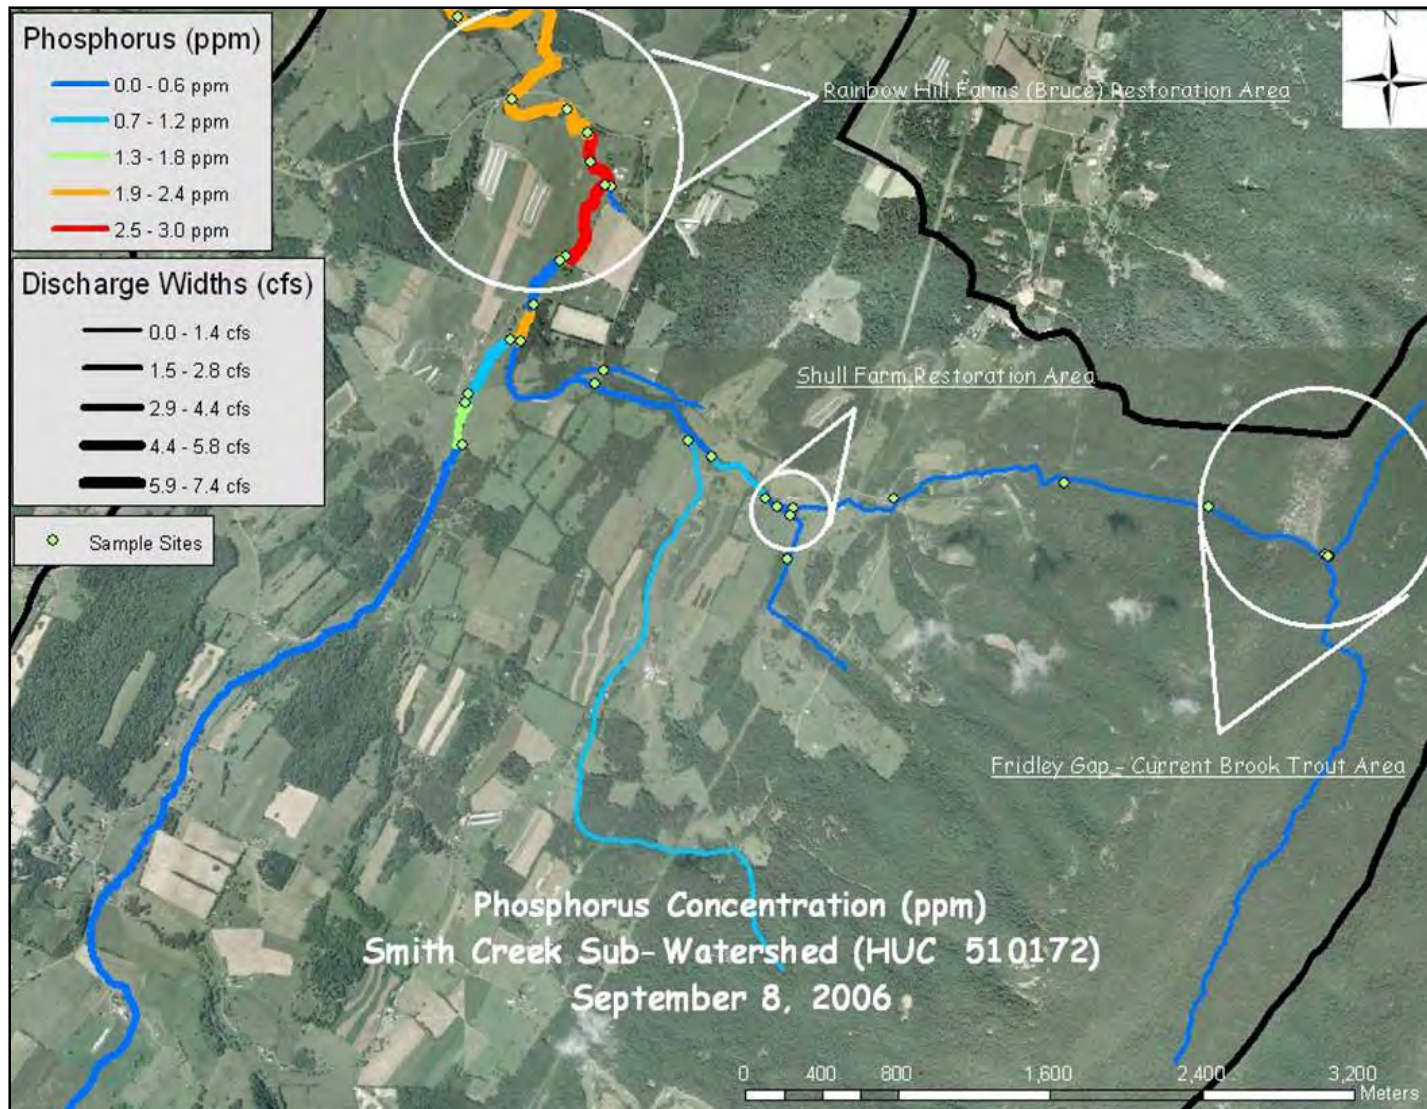 Phosphorus (ppm)
0.0 - 0.6 ppm
0.7 - 1.2 ppm
1.3 - 1.8 ppm
1.9 - 2.4 ppm
2.5 - 3.0 ppm
Discharge Widths (cfs)
0.0 - 1.4 cfs
1.5 - 2.8 cfs
2.9 - 4.4 cfs
4.4 - 5.8 cfs
5.9 - 7.4 cfs
Sample Sites
N
Rainbow Hill Farms (Bruce) Restoration Area
Shull Farm Restoration Area
Fridley Gap - Current Brook Trout Area
Phosphorus Concentration (ppm)
Smith Creek Sub-Watershed (HUC 510172)
September 8, 2006
0 400 800 1,600 2,400 3,200
Meters